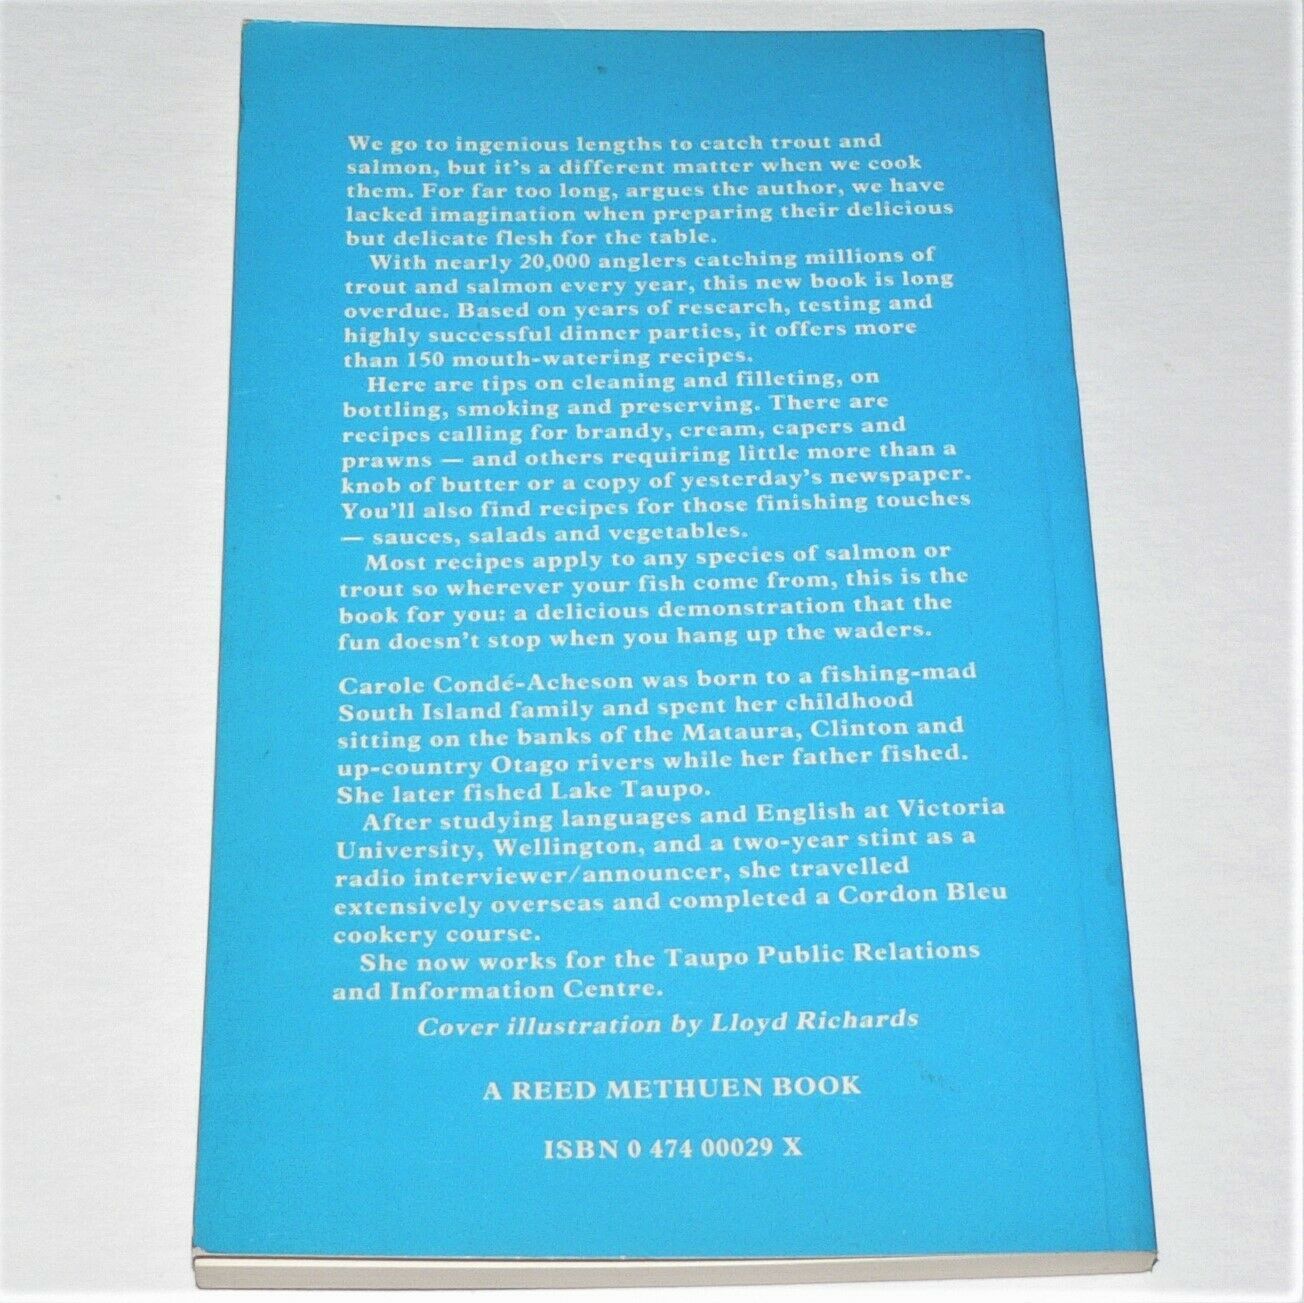 We go to ingenious lengths to catch trout and
salmon, but it's a different matter when we cook
them. For far too long, argues the author, we have
lacked imagination when preparing their delicious
but delicate flesh for the table.
With nearly 20,000 anglers catching millions of
trout and salmon every year, this new book is long
overdue. Based on years of research, testing and
highly successful dinner parties, it offers more
than 150 mouth-watering recipes.
Here are tips on cleaning and filleting, on
bottling, smoking and preserving. There are
recipes calling for brandy, cream, capers and
prawns — and others requiring little more than a
knob of butter or a copy of yesterday's newspaper.
You'll also find recipes for those finishing touches
— sauces, salads and vegetables.
Most recipes apply to any species of salmon or
trout so wherever your fish come from, this is the
book for you: a delicious demonstration that the
fun doesn't stop when you hang up the waders.
Carole Condé-Acheson was born to a fishing-mad
South Island family and spent her childhood
sitting on the banks of the Mataura, Clinton and
up-country Otago rivers while her father fished.
She later fished Lake Taupo.
After studying languages and English at Victoria
University, Wellington, and a two-year stint as a
radio interviewer/announcer, she travelled
extensively overseas and completed a Cordon Bleu
cookery course.
She now works for the Taupo Public Relations
and Information Centre.
Cover illustration by Lloyd Richards
A REED METHUEN BOOK
ISBN 0 474 00029 X